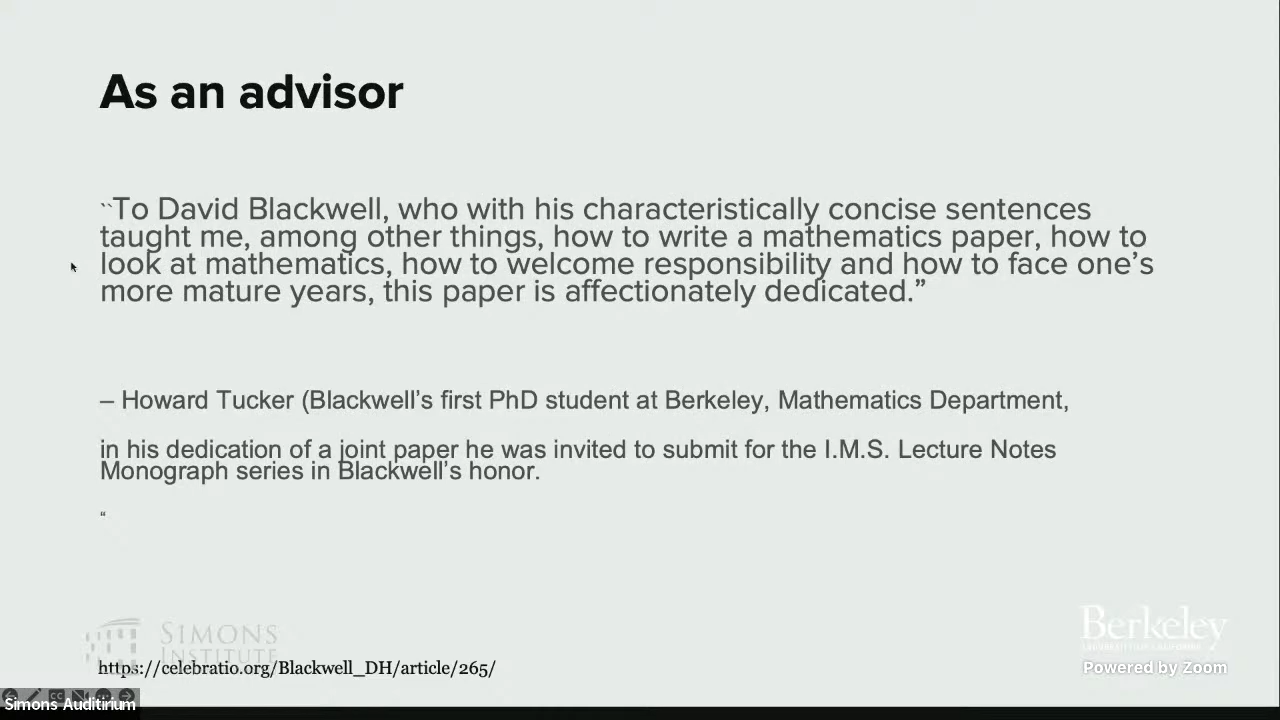 As an advisor
``To David Blackwell, who with his characteristically concise sentences
taught me, among other things, how to write a mathematics paper, how to
look at mathematics, how to welcome responsibility and how to face one’s
more mature years, this paper is affectionately dedicated.”
– Howard Tucker (Blackwell’s first PhD student at Berkeley, Mathematics Department,
in his dedication of a joint paper he was invited to submit for the I.M.S. Lecture Notes
Monograph series in Blackwell’s honor.
“
SIMONS
INSTITUTE
https://celebratio.org/Blackwell_DH/article/265/
Berkeley
Powered by Zoom
CC
Simons Auditirium